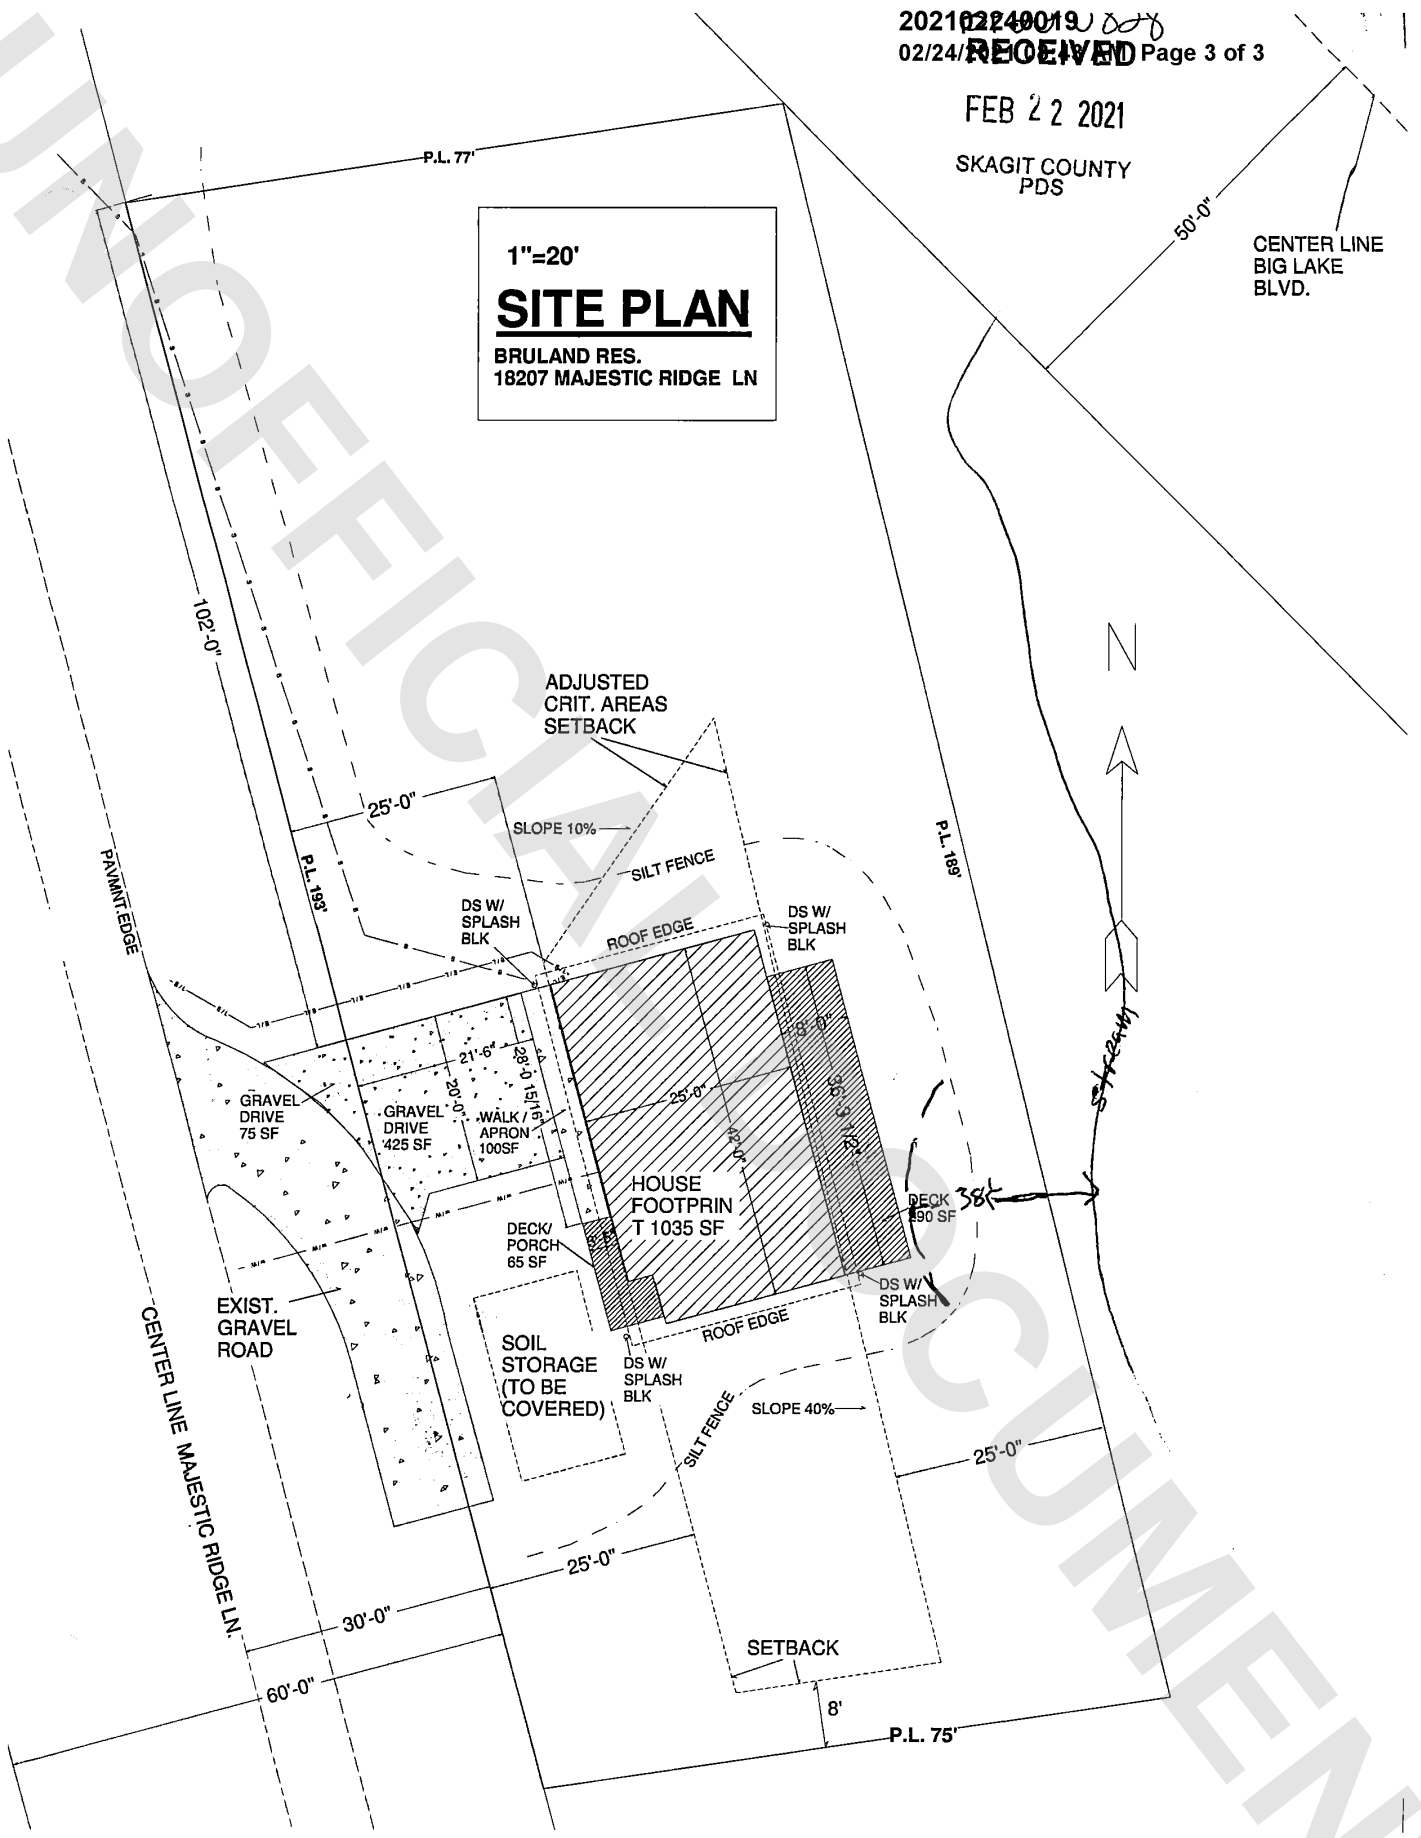 202102240019
02/24/2021 08:48 AM Page 3 of 3
RECEIVED
FEB 22 2021
SKAGIT COUNTY
PDS
P.L. 77'
50'-0"
CENTER LINE
BIG LAKE
BLVD.
1"=20'
SITE PLAN
BRULAND RES.
18207 MAJESTIC RIDGE LN
102'-0"
N
ADJUSTED
CRIT. AREAS
SETBACK
25'-0"
SLOPE 10%
P.L. 189'
PAVMNT.EDGE
P.L. 193'
SILT FENCE
DS W/
SPLASH
BLK
ROOF EDGE
DS W/
SPLASH
BLK
8'-0"
21'-6"
28'-0 15/16"
20'-0"
25'-0"
36'-3 1/2"
42'-0"
Stream
GRAVEL
DRIVE
75 SF
GRAVEL
DRIVE
425 SF
WALK /
APRON
100SF
HOUSE
FOOTPRIN
T 1035 SF
DECK
290 SF
38ft
DECK/
PORCH
65 SF
DS W/
SPLASH
BLK
EXIST.
GRAVEL
ROAD
ROOF EDGE
SOIL
STORAGE
(TO BE
COVERED)
DS W/
SPLASH
BLK
SLOPE 40%
SILT FENCE
CENTER LINE MAJESTIC RIDGE LN.
25'-0"
25'-0"
30'-0"
60'-0"
SETBACK
8'
P.L. 75'
UNOFFICIAL DOCUMEN